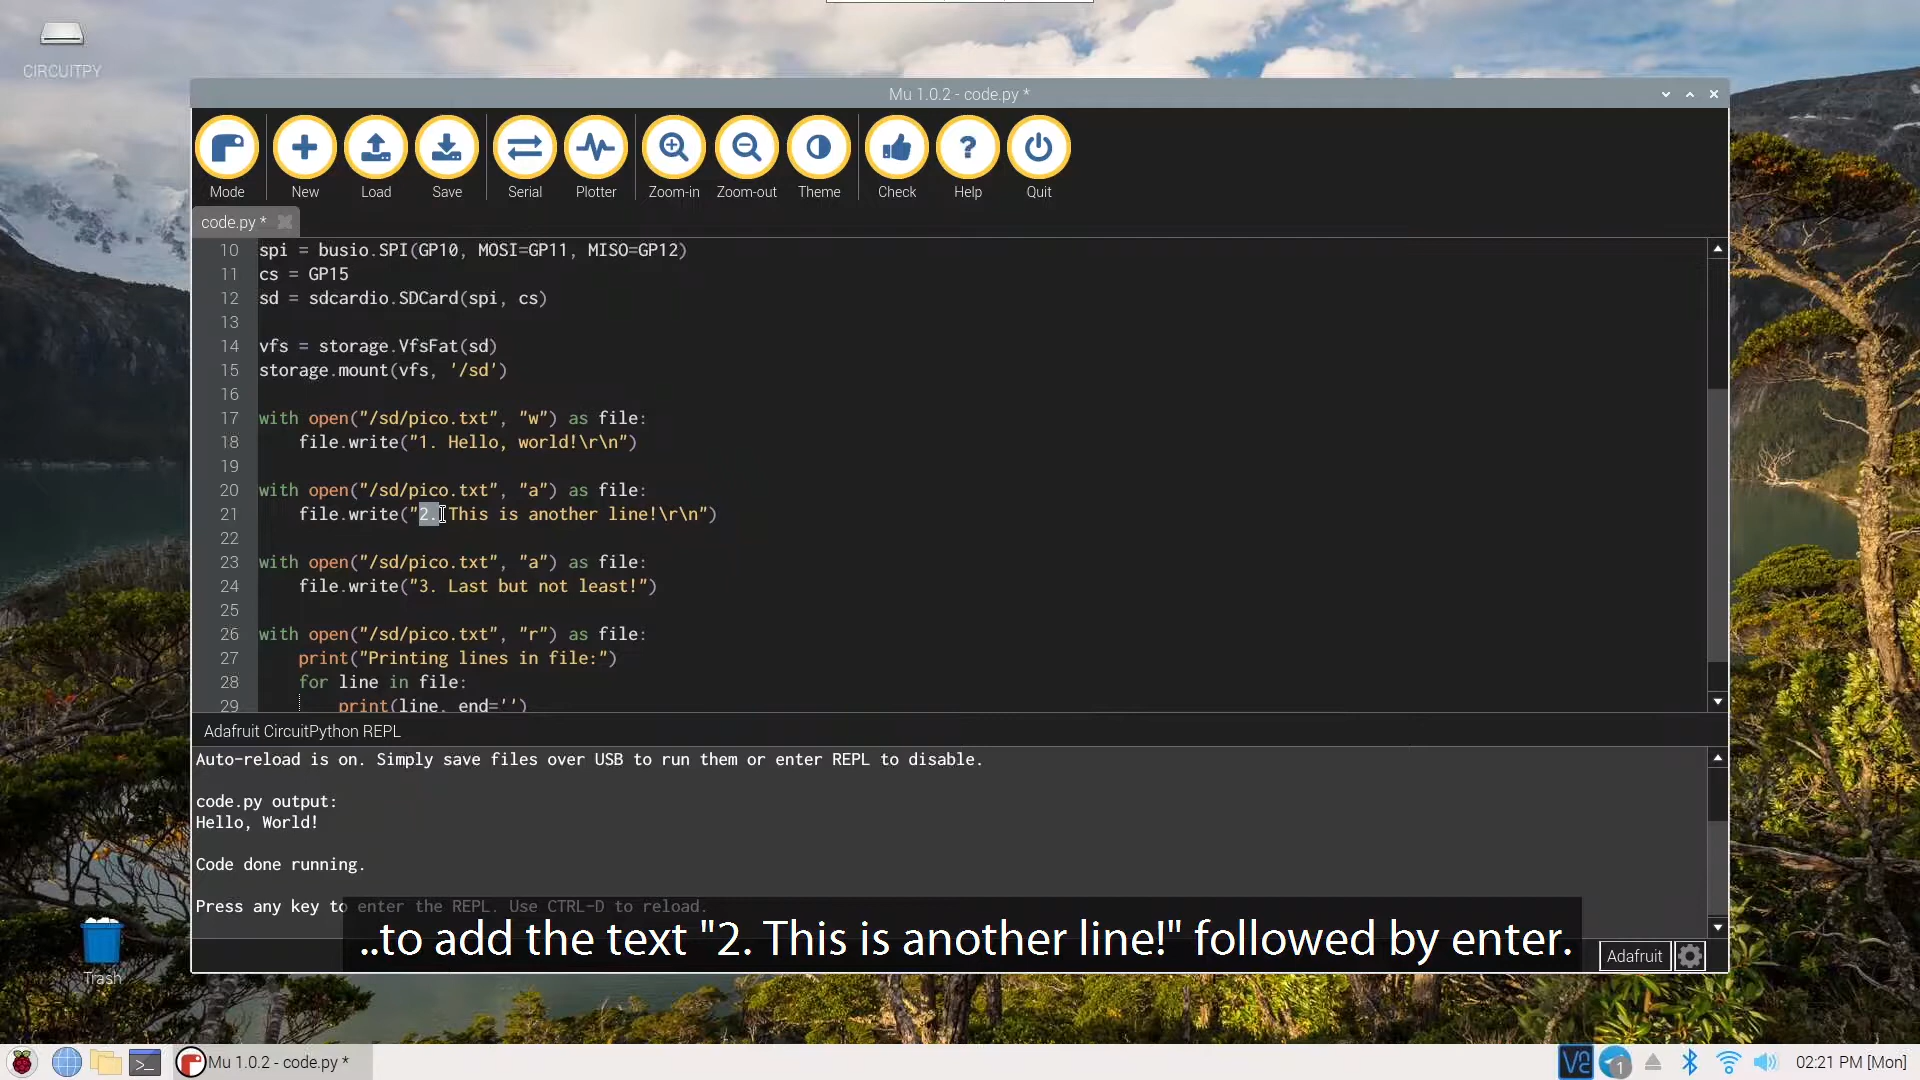 CIRCUITPY
Mu 1.0.2 - code.py *
Mode
New
Load
Save
Serial
Plotter
Zoom-in
Zoom-out
Theme
Check
?
Help
Quit
code.py *
10 spi = busio.SPI(GP10, MOSI=GP11, MISO=GP12)
11 cs = GP15
12 sd = sdcardio.SDCard(spi, cs)
13
14 vfs = storage.VfsFat(sd)
15 storage.mount(vfs, '/sd')
16
17 with open("/sd/pico.txt", "w") as file:
18     file.write("1. Hello, world!\r\n")
19
20 with open("/sd/pico.txt", "a") as file:
21     file.write("2. This is another line!\r\n")
22
23 with open("/sd/pico.txt", "a") as file:
24     file.write("3. Last but not least!")
25
26 with open("/sd/pico.txt", "r") as file:
27     print("Printing lines in file:")
28     for line in file:
29         print(line, end='')
Adafruit CircuitPython REPL
Auto-reload is on. Simply save files over USB to run them or enter REPL to disable.
code.py output:
Hello, World!
Code done running.
Press any key to enter the REPL. Use CTRL-D to reload.
..to add the text "2. This is another line!" followed by enter.
Adafruit
Trash
Mu 1.0.2 - code.py *
VC
1
02:21 PM [Mon]